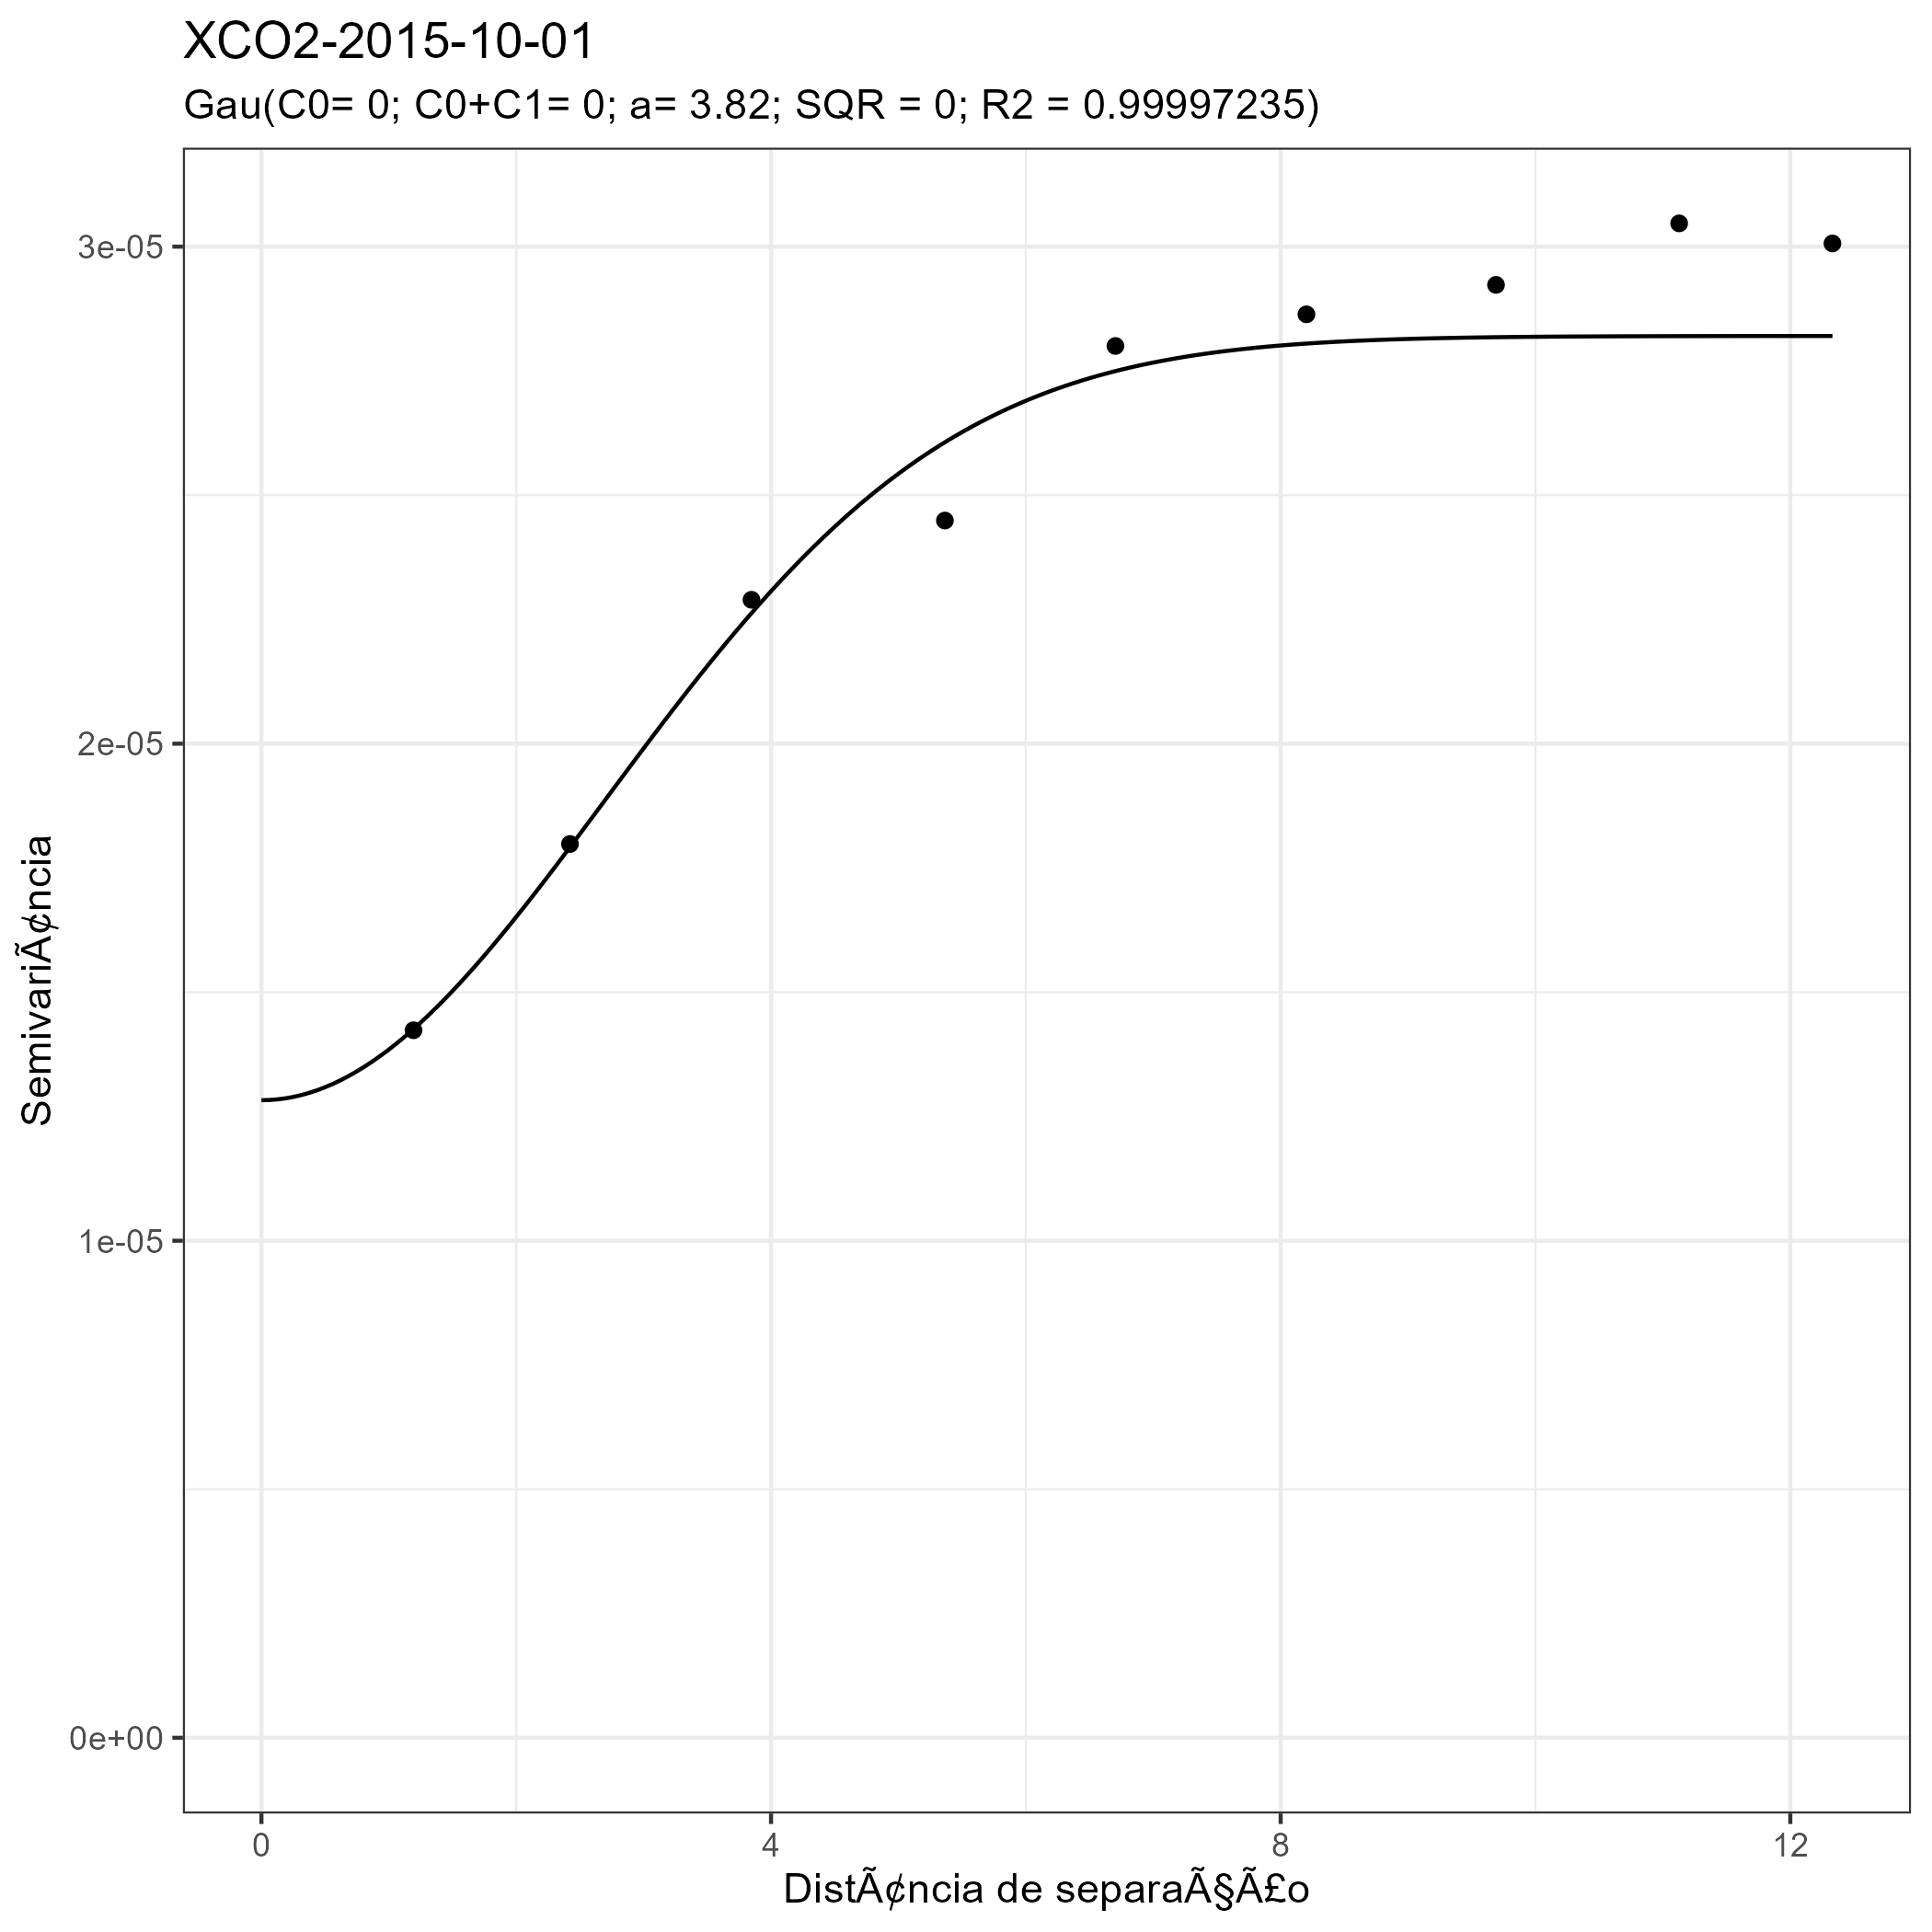 XCO2-2015-10-01
Gau(C0= 0; C0+C1= 0; a= 3.82; SQR = 0; R2 = 0.99997235)
SemivariÃ¢ncia
3e-05
2e-05
1e-05
0e+00
0
4
8
12
DistÃ¢ncia de separaÃ§Ã£o